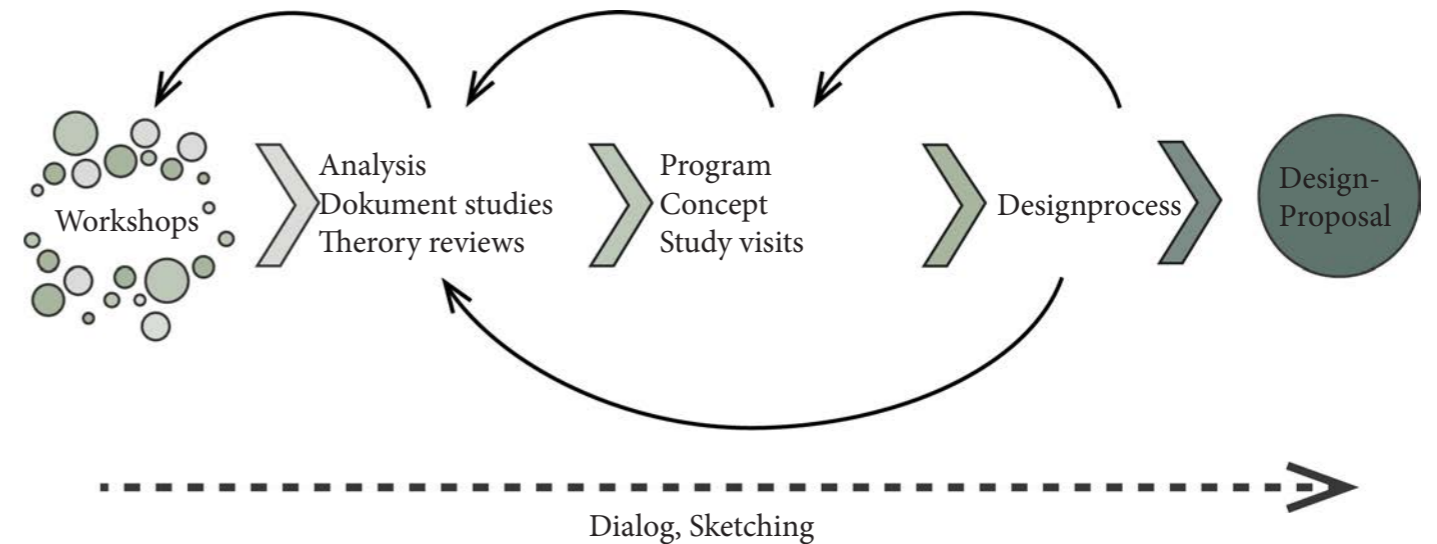 Workshops
Analysis
Dokument studies
Therory reviews
Program
Concept
Study visits
Designprocess
Design-
Proposal
Dialog, Sketching